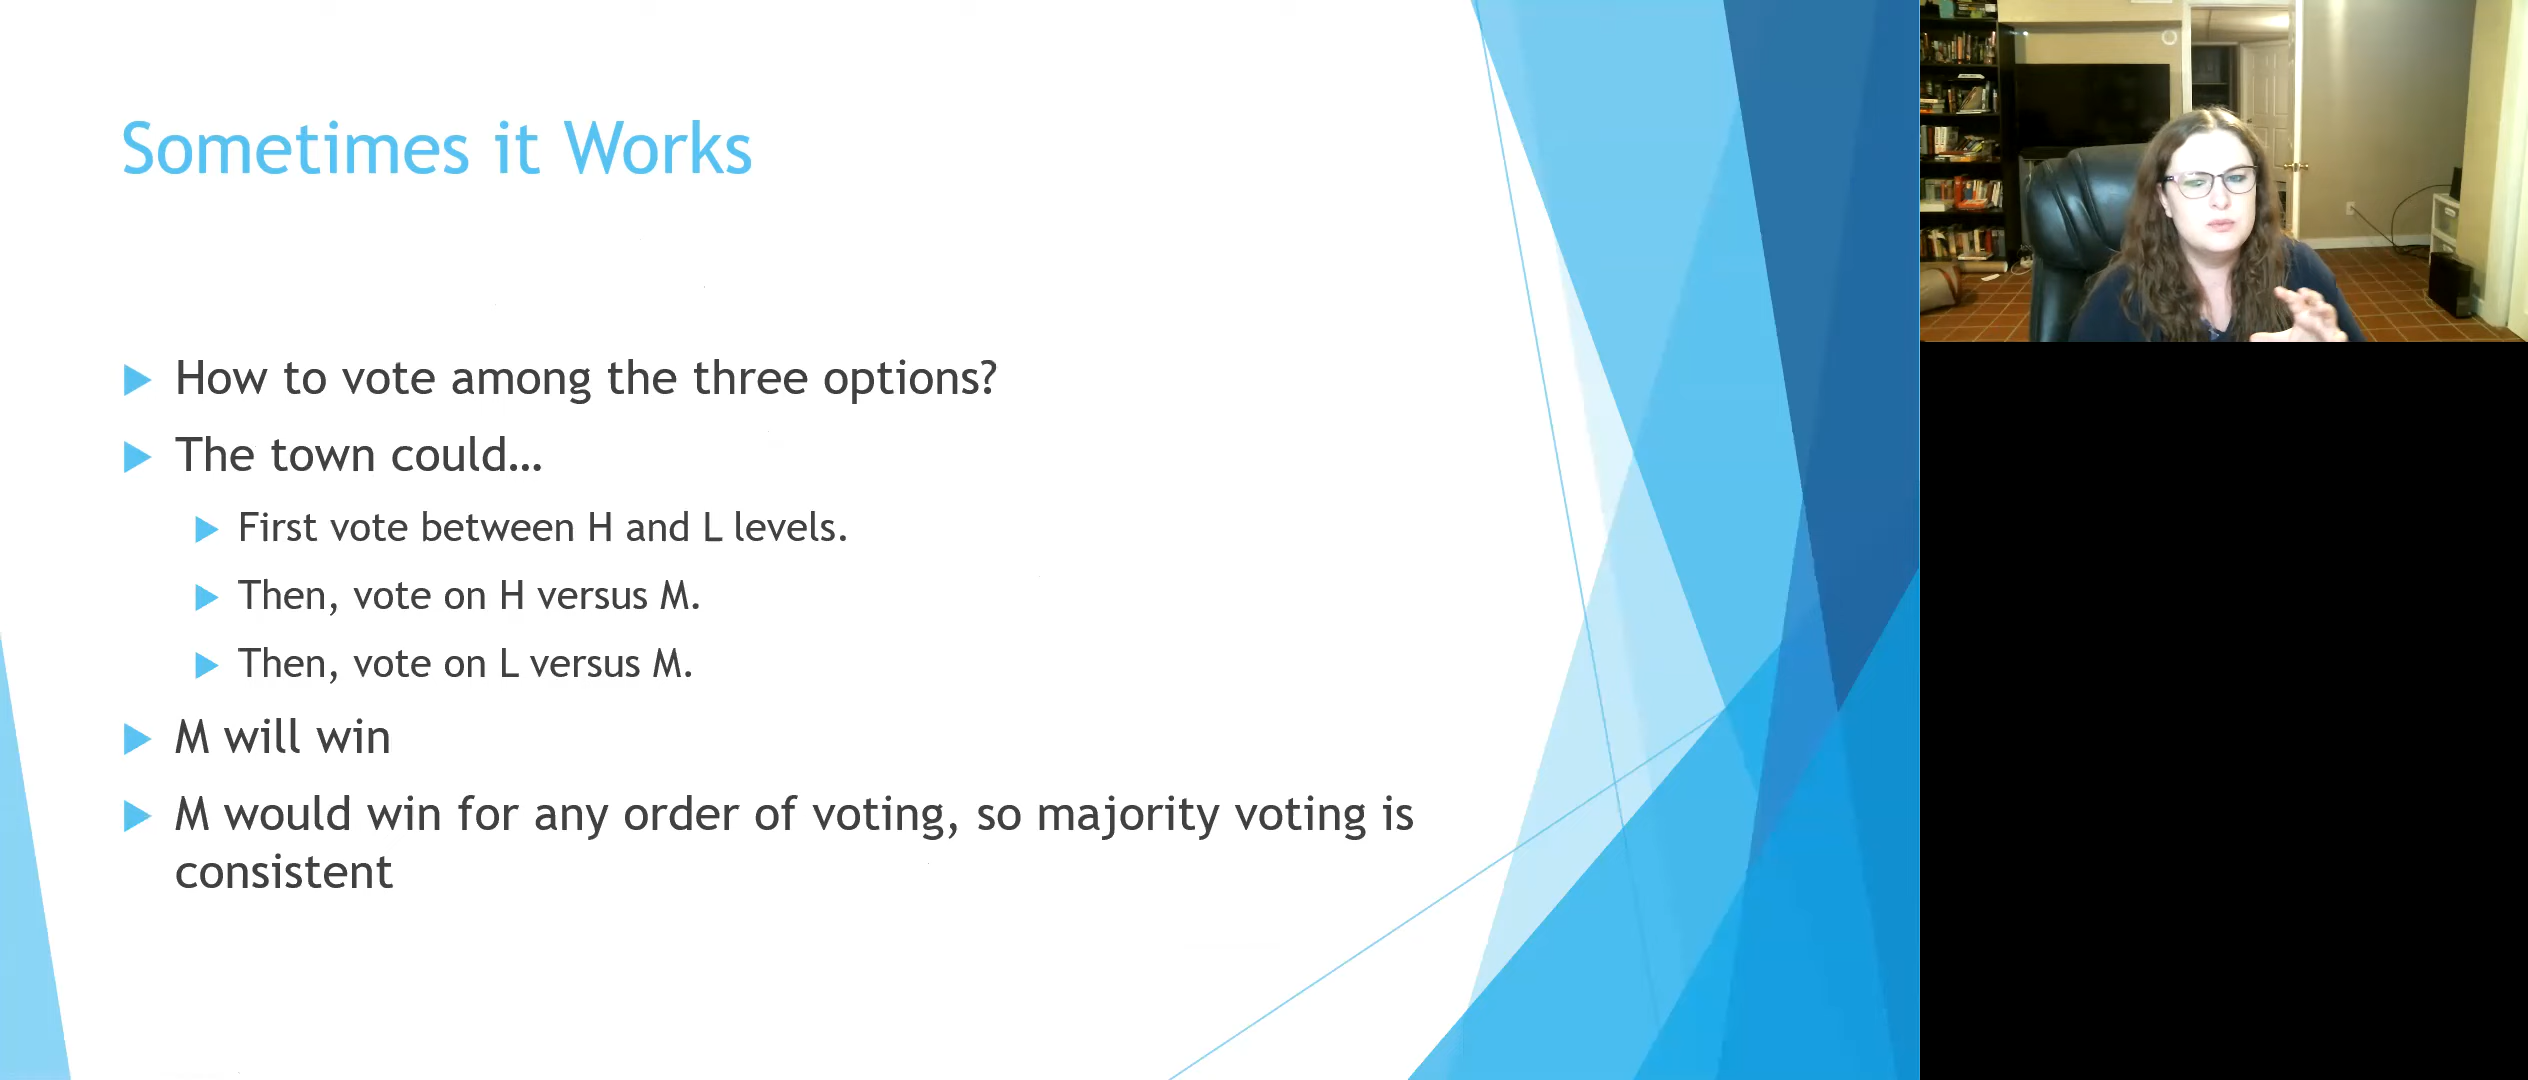 Sometimes it Works
How to vote among the three options?
The town could…
First vote between H and L levels.
Then, vote on H versus M.
Then, vote on L versus M.
M will win
M would win for any order of voting, so majority voting is
consistent